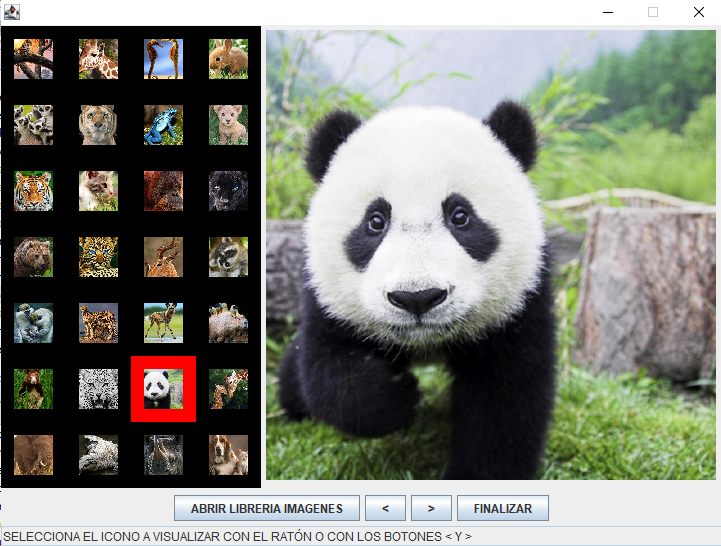 ABRIR LIBRERIA IMAGENES < > FINALIZAR
SELECCIONA EL ICONO A VISUALIZAR CON EL RATÓN O CON LOS BOTONES < Y >